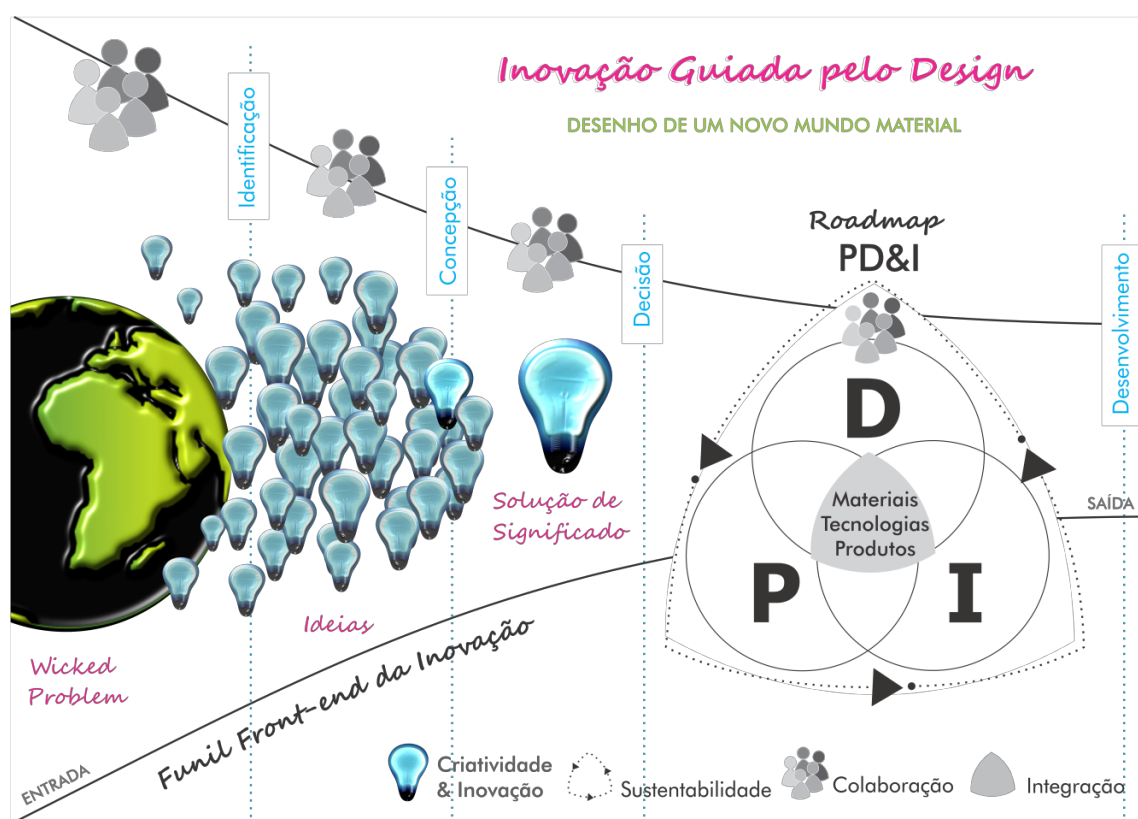 Inovação Guiada pelo Design
DESENHO DE UM NOVO MUNDO MATERIAL
Identificação
Concepção
Decisão
Desenvolvimento
Roadmap
PD&I
D
Materiais
Tecnologias
Produtos
P
I
SAÍDA
Solução de
Significado
Ideias
Wicked
Problem
Funil Front-end da Inovação
ENTRADA
Criatividade
& Inovação
Sustentabilidade
Colaboração
Integração